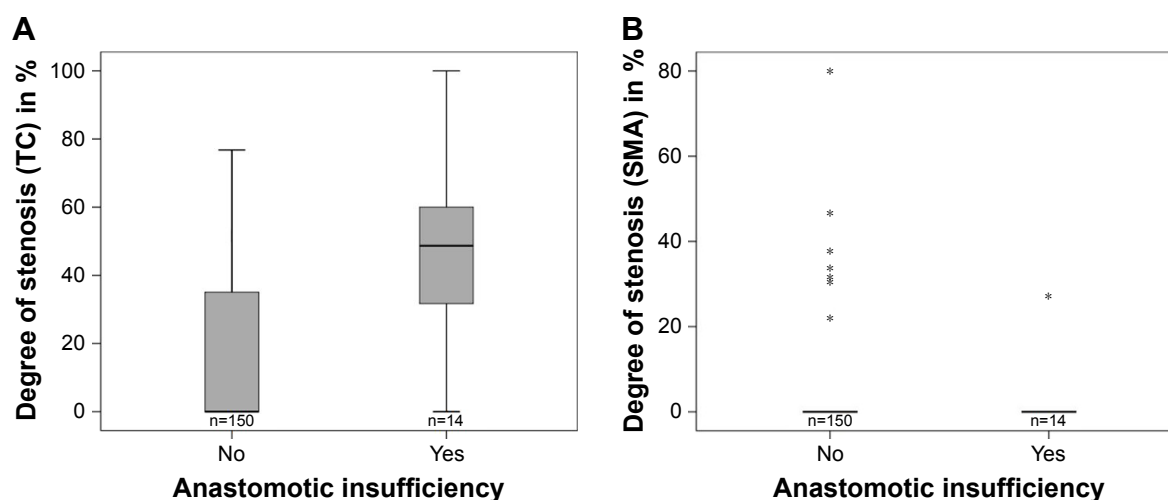 A
Degree of stenosis (TC) in %
100
80
60
40
20
0
n=150
n=14
No
Yes
Anastomotic insufficiency
B
Degree of stenosis (SMA) in %
80
60
40
20
0
*
*
*
*
*
*
*
*
n=150
n=14
No
Yes
Anastomotic insufficiency